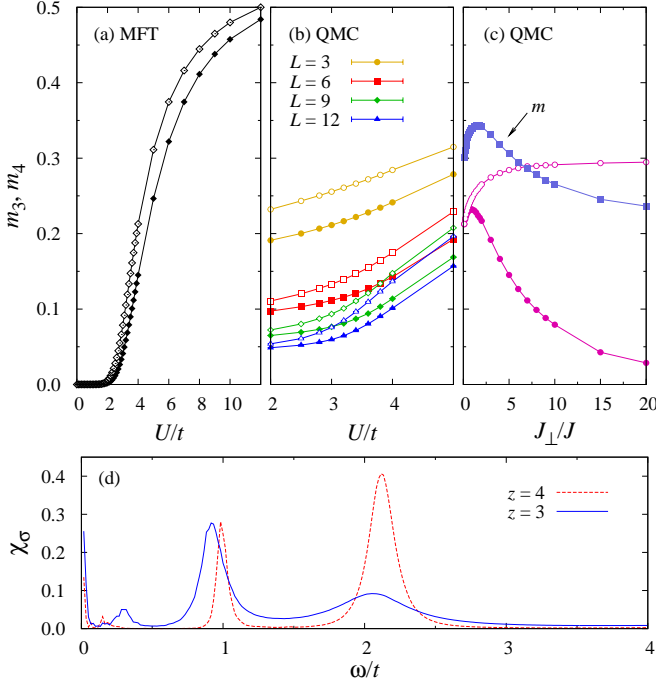 (a) MFT
(b) QMC
(c) QMC
L = 3
L = 6
L = 9
L = 12
m
m₃, m₄
0.5
0.4
0.3
0.2
0.1
0.0
0 2 4 6 8 10
2 3 4
0 5 10 15 20
U/t
U/t
J⊥/J
(d)
z = 4
z = 3
χσ
0.4
0.3
0.2
0.1
0
0 1 2 3 4
ω/t